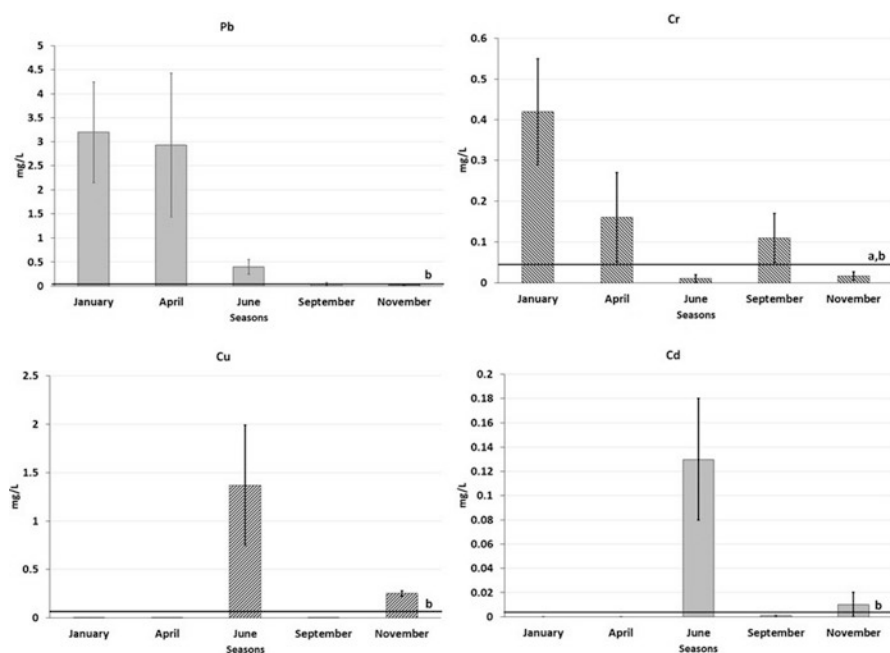 Pb
5
4.5
4
3.5
3
2.5
2
1.5
1
0.5
0
mg/L
b
January April June September November
Seasons
Cr
0.6
0.5
0.4
0.3
0.2
0.1
0
mg/L
a,b
January April June September November
Seasons
Cu
2.5
2
1.5
1
0.5
0
mg/L
b
January April June September November
Seasons
Cd
0.2
0.18
0.16
0.14
0.12
0.1
0.08
0.06
0.04
0.02
0
mg/L
b
January April June September November
Seasons